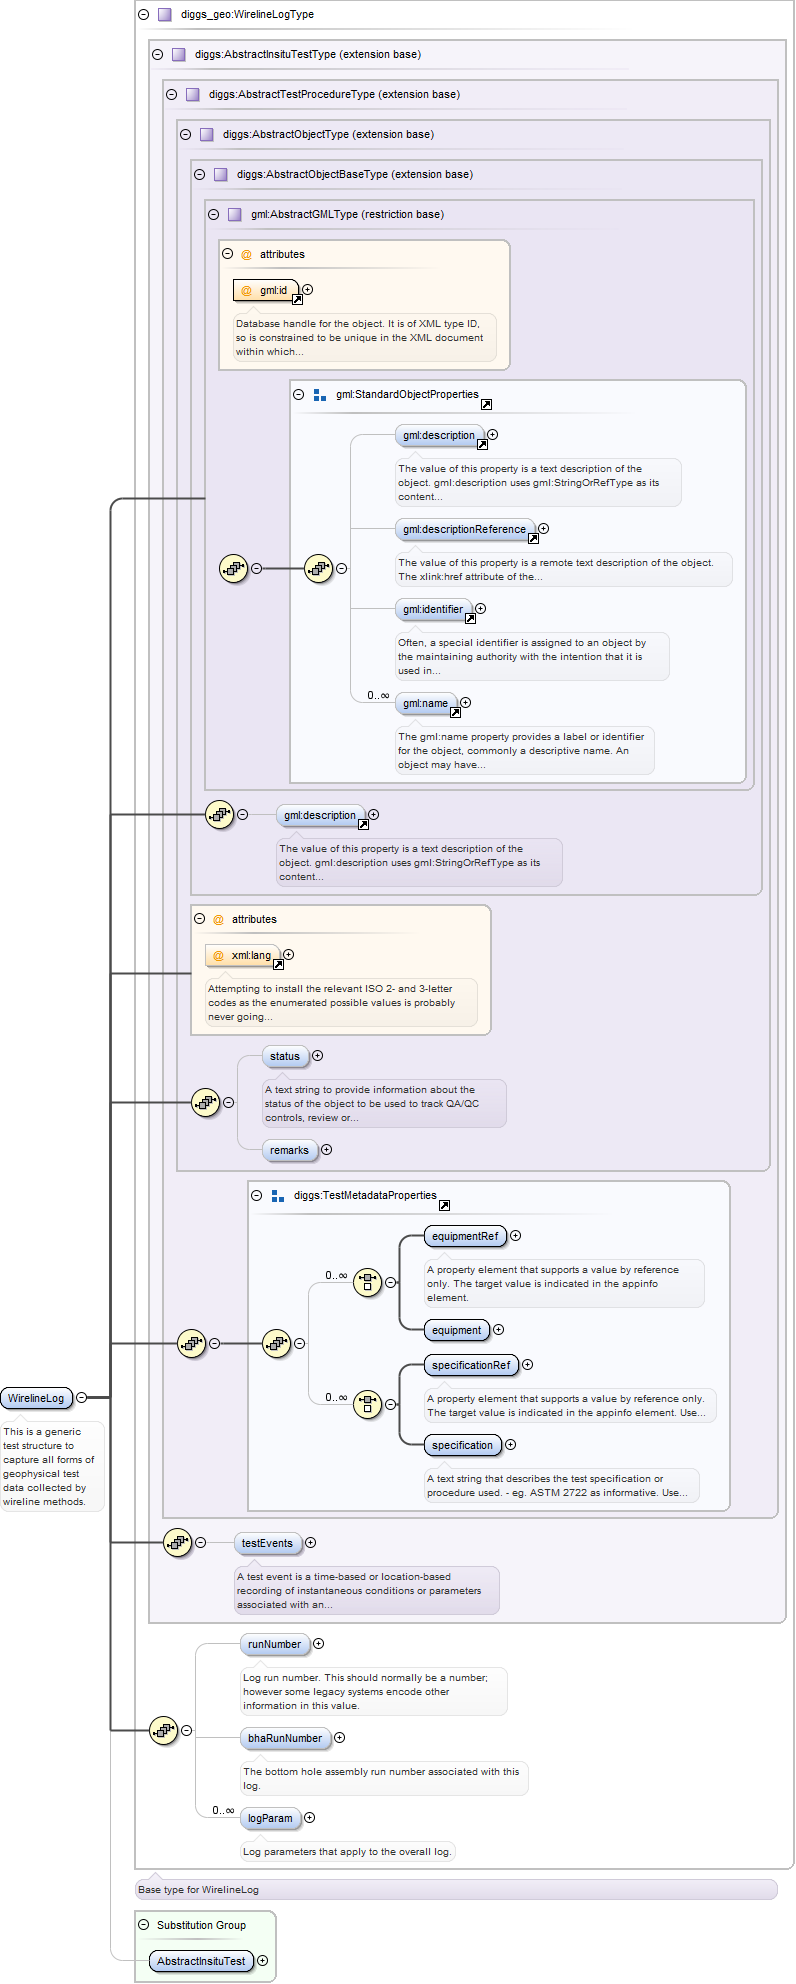 diggs_geo:WirelineLogType
diggs:AbstractInsituTestType (extension base)
diggs:AbstractTestProcedureType (extension base)
diggs:AbstractObjectType (extension base)
diggs:AbstractObjectBaseType (extension base)
gml:AbstractGMLType (restriction base)
@ attributes
@ gml:id
Database handle for the object. It is of XML type ID,
so is constrained to be unique in the XML document
within which...
gml:StandardObjectProperties
gml:description
The value of this property is a text description of the
object. gml:description uses gml:StringOrRefType as its
content...
gml:descriptionReference
The value of this property is a remote text description of the object.
The xlink:href attribute of the...
gml:identifier
Often, a special identifier is assigned to an object by
the maintaining authority with the intention that it is
used in...
0..∞
gml:name
The gml:name property provides a label or identifier
for the object, commonly a descriptive name. An
object may have...
gml:description
The value of this property is a text description of the
object. gml:description uses gml:StringOrRefType as its
content...
@ attributes
@ xml:lang
Attempting to install the relevant ISO 2- and 3-letter
codes as the enumerated possible values is probably
never going...
status
A text string to provide information about the
status of the object to be used to track QA/QC
controls, review or...
remarks
diggs:TestMetadataProperties
equipmentRef
A property element that supports a value by reference
only. The target value is indicated in the appinfo
element.
0..∞
equipment
specificationRef
A property element that supports a value by reference only.
The target value is indicated in the appinfo element. Use...
0..∞
specification
A text string that describes the test specification or
procedure used. - eg. ASTM 2722 as informative. Use...
WirelineLog
This is a generic
test structure to
capture all forms of
geophysical test
data collected by
wireline methods.
testEvents
A test event is a time-based or location-based
recording of instantaneous conditions or parameters
associated with an...
runNumber
Log run number. This should normally be a number;
however some legacy systems encode other
information in this value.
bhaRunNumber
The bottom hole assembly run number associated with this
log.
0..∞
logParam
Log parameters that apply to the overall log.
Base type for WirelineLog
Substitution Group
AbstractInsituTest